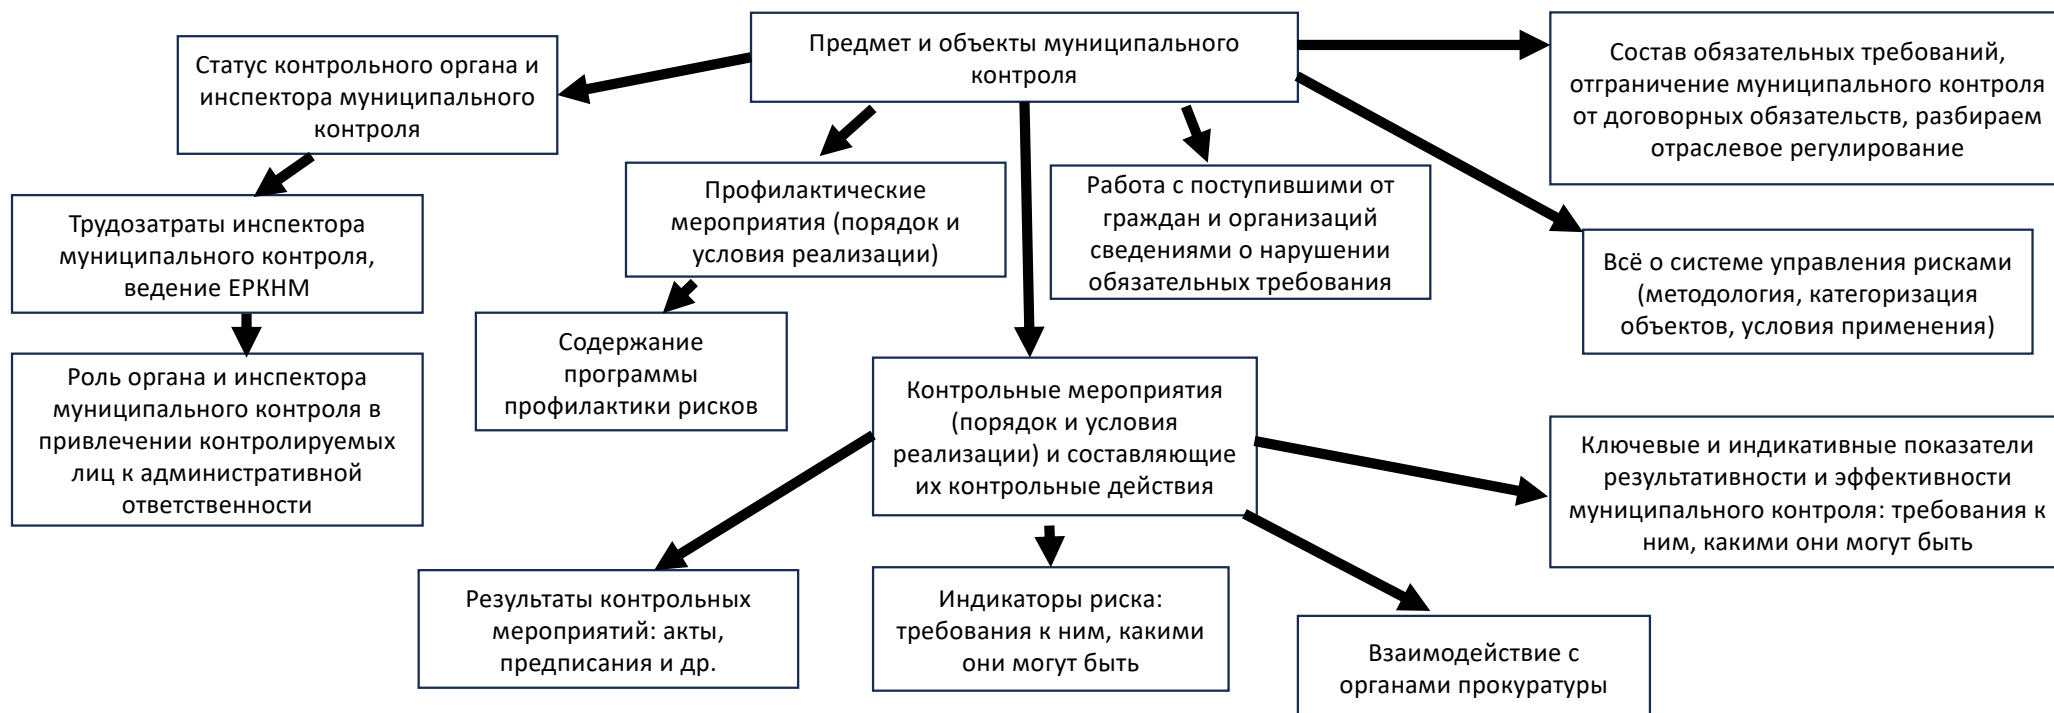 Предмет и объекты муниципального
контроля
Статус контрольного органа и
инспектора муниципального
контроля
Состав обязательных требований,
отграничение муниципального контроля
от договорных обязательств, разбираем
отраслевое регулирование
Трудозатраты инспектора
муниципального контроля,
ведение ЕРКНМ
Профилактические
мероприятия (порядок и
условия реализации)
Работа с поступившими от
граждан и организаций
сведениями о нарушении
обязательных требования
Всё о системе управления рисками
(методология, категоризация
объектов, условия применения)
Роль органа и инспектора
муниципального контроля в
привлечении контролируемых
лиц к административной
ответственности
Содержание
программы
профилактики рисков
Контрольные мероприятия
(порядок и условия
реализации) и составляющие
их контрольные действия
Ключевые и индикативные показатели
результативности и эффективности
муниципального контроля: требования к
ним, какими они могут быть
Результаты контрольных
мероприятий: акты,
предписания и др.
Индикаторы риска:
требования к ним, какими
они могут быть
Взаимодействие с
органами прокуратуры